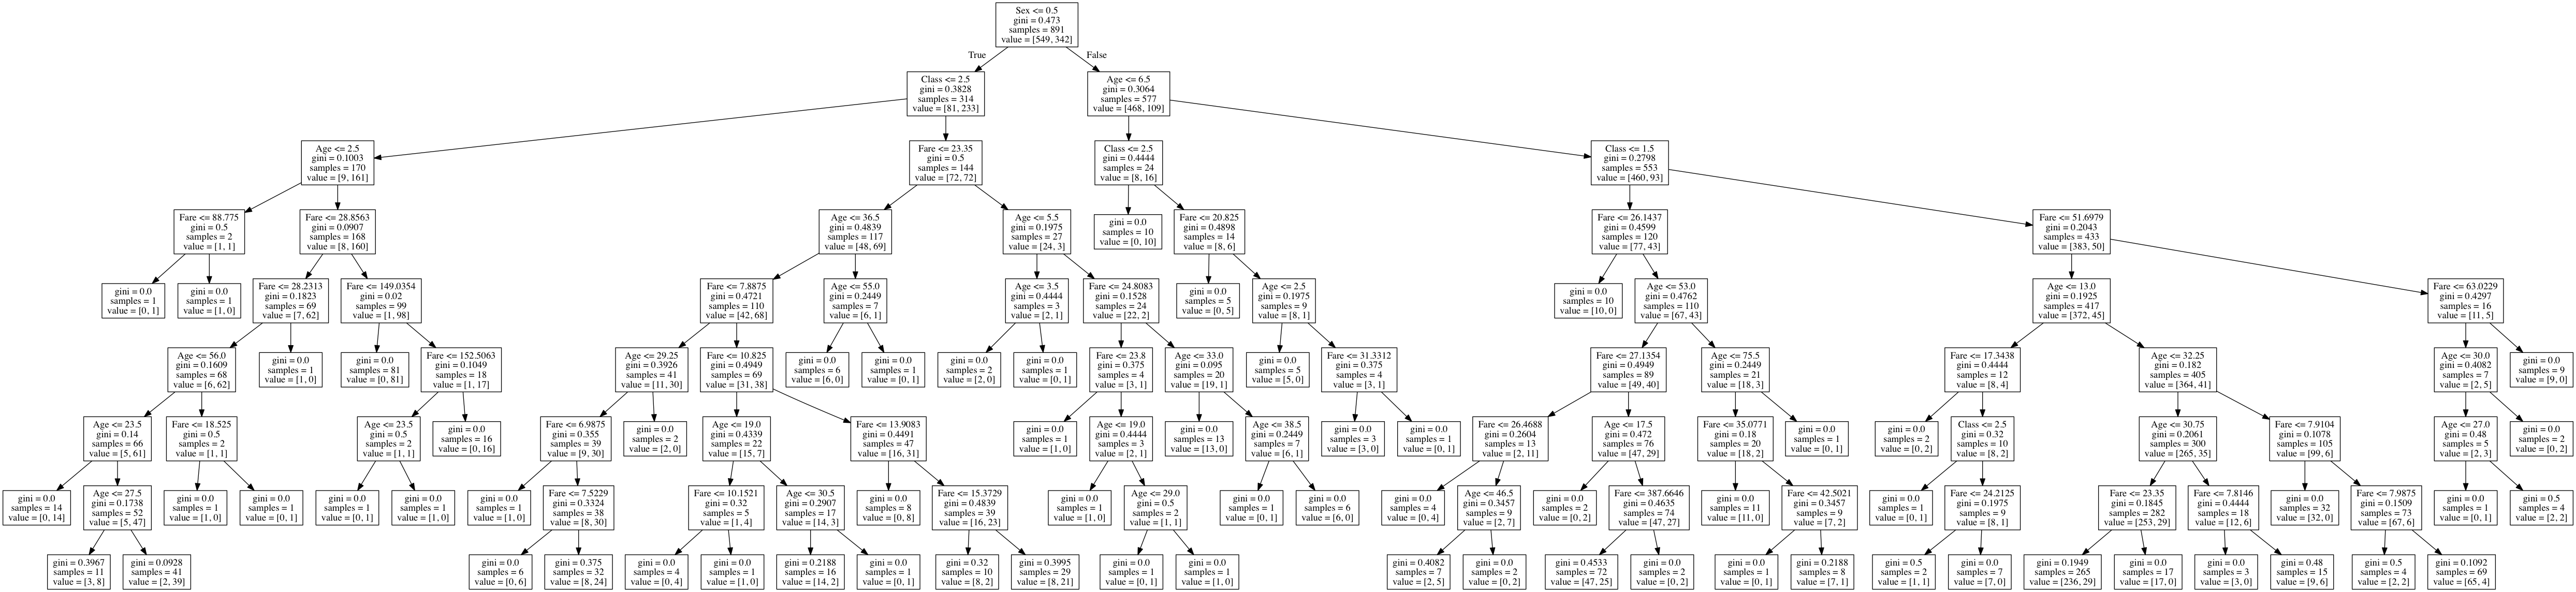 Sex <= 0.5
gini = 0.473
samples = 891
value = [549, 342]
True
False
Class <= 2.5
gini = 0.3828
samples = 314
value = [81, 233]
Age <= 6.5
gini = 0.3064
samples = 577
value = [468, 109]
Age <= 2.5
gini = 0.1003
samples = 170
value = [9, 161]
Fare <= 23.35
gini = 0.5
samples = 144
value = [72, 72]
Class <= 2.5
gini = 0.4444
samples = 24
value = [8, 16]
Class <= 1.5
gini = 0.2798
samples = 553
value = [460, 93]
Fare <= 88.775
gini = 0.5
samples = 2
value = [1, 1]
Fare <= 28.8563
gini = 0.0907
samples = 168
value = [8, 160]
Age <= 36.5
gini = 0.4839
samples = 117
value = [48, 69]
Age <= 5.5
gini = 0.1975
samples = 27
value = [24, 3]
gini = 0.0
samples = 10
value = [0, 10]
Fare <= 20.825
gini = 0.4898
samples = 14
value = [8, 6]
Fare <= 26.1437
gini = 0.4599
samples = 120
value = [77, 43]
Fare <= 51.6979
gini = 0.2043
samples = 433
value = [383, 50]
gini = 0.0
samples = 1
value = [0, 1]
gini = 0.0
samples = 1
value = [1, 0]
Fare <= 28.2313
gini = 0.1823
samples = 69
value = [7, 62]
Fare <= 149.0354
gini = 0.02
samples = 99
value = [1, 98]
Fare <= 7.8875
gini = 0.4721
samples = 110
value = [42, 68]
Age <= 55.0
gini = 0.2449
samples = 7
value = [6, 1]
Age <= 3.5
gini = 0.4444
samples = 3
value = [2, 1]
Fare <= 24.8083
gini = 0.1528
samples = 24
value = [22, 2]
gini = 0.0
samples = 5
value = [0, 5]
Age <= 2.5
gini = 0.1975
samples = 9
value = [8, 1]
gini = 0.0
samples = 10
value = [10, 0]
Age <= 53.0
gini = 0.4762
samples = 110
value = [67, 43]
Age <= 13.0
gini = 0.1925
samples = 417
value = [372, 45]
Fare <= 63.0229
gini = 0.4297
samples = 16
value = [11, 5]
Age <= 56.0
gini = 0.1609
samples = 68
value = [6, 62]
gini = 0.0
samples = 1
value = [1, 0]
gini = 0.0
samples = 81
value = [0, 81]
Fare <= 152.5063
gini = 0.1049
samples = 18
value = [1, 17]
Age <= 29.25
gini = 0.3926
samples = 41
value = [11, 30]
Fare <= 10.825
gini = 0.4949
samples = 69
value = [31, 38]
gini = 0.0
samples = 6
value = [6, 0]
gini = 0.0
samples = 1
value = [0, 1]
gini = 0.0
samples = 2
value = [2, 0]
gini = 0.0
samples = 1
value = [0, 1]
Fare <= 23.8
gini = 0.375
samples = 4
value = [3, 1]
Age <= 33.0
gini = 0.095
samples = 20
value = [19, 1]
gini = 0.0
samples = 5
value = [5, 0]
Fare <= 31.3312
gini = 0.375
samples = 4
value = [3, 1]
Fare <= 27.1354
gini = 0.4949
samples = 89
value = [49, 40]
Age <= 75.5
gini = 0.2449
samples = 21
value = [18, 3]
Fare <= 17.3438
gini = 0.4444
samples = 12
value = [8, 4]
Age <= 32.25
gini = 0.182
samples = 405
value = [364, 41]
Age <= 30.0
gini = 0.4082
samples = 7
value = [2, 5]
gini = 0.0
samples = 9
value = [9, 0]
Age <= 23.5
gini = 0.14
samples = 66
value = [5, 61]
Fare <= 18.525
gini = 0.5
samples = 2
value = [1, 1]
Age <= 23.5
gini = 0.5
samples = 2
value = [1, 1]
gini = 0.0
samples = 16
value = [0, 16]
Fare <= 6.9875
gini = 0.355
samples = 39
value = [9, 30]
gini = 0.0
samples = 2
value = [2, 0]
Age <= 19.0
gini = 0.4339
samples = 22
value = [15, 7]
Fare <= 13.9083
gini = 0.4491
samples = 47
value = [16, 31]
gini = 0.0
samples = 1
value = [1, 0]
Age <= 19.0
gini = 0.4444
samples = 3
value = [2, 1]
gini = 0.0
samples = 13
value = [13, 0]
Age <= 38.5
gini = 0.2449
samples = 7
value = [6, 1]
gini = 0.0
samples = 3
value = [3, 0]
gini = 0.0
samples = 1
value = [0, 1]
Fare <= 26.4688
gini = 0.2604
samples = 13
value = [2, 11]
Age <= 17.5
gini = 0.472
samples = 76
value = [47, 29]
Fare <= 35.0771
gini = 0.18
samples = 20
value = [18, 2]
gini = 0.0
samples = 1
value = [0, 1]
gini = 0.0
samples = 2
value = [0, 2]
Class <= 2.5
gini = 0.32
samples = 10
value = [8, 2]
Age <= 30.75
gini = 0.2061
samples = 300
value = [265, 35]
Fare <= 7.9104
gini = 0.1078
samples = 105
value = [99, 6]
Age <= 27.0
gini = 0.48
samples = 5
value = [2, 3]
gini = 0.0
samples = 2
value = [0, 2]
gini = 0.0
samples = 14
value = [0, 14]
Age <= 27.5
gini = 0.1738
samples = 52
value = [5, 47]
gini = 0.0
samples = 1
value = [1, 0]
gini = 0.0
samples = 1
value = [0, 1]
gini = 0.0
samples = 1
value = [0, 1]
gini = 0.0
samples = 1
value = [1, 0]
gini = 0.0
samples = 1
value = [1, 0]
Fare <= 7.5229
gini = 0.3324
samples = 38
value = [8, 30]
Fare <= 10.1521
gini = 0.32
samples = 5
value = [1, 4]
Age <= 30.5
gini = 0.2907
samples = 17
value = [14, 3]
gini = 0.0
samples = 8
value = [0, 8]
Fare <= 15.3729
gini = 0.4839
samples = 39
value = [16, 23]
gini = 0.0
samples = 1
value = [1, 0]
Age <= 29.0
gini = 0.5
samples = 2
value = [1, 1]
gini = 0.0
samples = 1
value = [0, 1]
gini = 0.0
samples = 6
value = [6, 0]
gini = 0.0
samples = 4
value = [0, 4]
Age <= 46.5
gini = 0.3457
samples = 9
value = [2, 7]
gini = 0.0
samples = 2
value = [0, 2]
Fare <= 387.6646
gini = 0.4635
samples = 74
value = [47, 27]
gini = 0.0
samples = 11
value = [11, 0]
Fare <= 42.5021
gini = 0.3457
samples = 9
value = [7, 2]
gini = 0.0
samples = 1
value = [0, 1]
Fare <= 24.2125
gini = 0.1975
samples = 9
value = [8, 1]
Fare <= 23.35
gini = 0.1845
samples = 282
value = [253, 29]
Fare <= 7.8146
gini = 0.4444
samples = 18
value = [12, 6]
gini = 0.0
samples = 32
value = [32, 0]
Fare <= 7.9875
gini = 0.1509
samples = 73
value = [67, 6]
gini = 0.0
samples = 1
value = [0, 1]
gini = 0.5
samples = 4
value = [2, 2]
gini = 0.3967
samples = 11
value = [3, 8]
gini = 0.0928
samples = 41
value = [2, 39]
gini = 0.0
samples = 6
value = [0, 6]
gini = 0.375
samples = 32
value = [8, 24]
gini = 0.0
samples = 4
value = [0, 4]
gini = 0.0
samples = 1
value = [1, 0]
gini = 0.2188
samples = 16
value = [14, 2]
gini = 0.0
samples = 1
value = [0, 1]
gini = 0.32
samples = 10
value = [8, 2]
gini = 0.3995
samples = 29
value = [8, 21]
gini = 0.0
samples = 1
value = [0, 1]
gini = 0.0
samples = 1
value = [1, 0]
gini = 0.4082
samples = 7
value = [2, 5]
gini = 0.0
samples = 2
value = [0, 2]
gini = 0.4533
samples = 72
value = [47, 25]
gini = 0.0
samples = 2
value = [0, 2]
gini = 0.0
samples = 1
value = [0, 1]
gini = 0.2188
samples = 8
value = [7, 1]
gini = 0.5
samples = 2
value = [1, 1]
gini = 0.0
samples = 7
value = [7, 0]
gini = 0.1949
samples = 265
value = [236, 29]
gini = 0.0
samples = 17
value = [17, 0]
gini = 0.0
samples = 3
value = [3, 0]
gini = 0.48
samples = 15
value = [9, 6]
gini = 0.5
samples = 4
value = [2, 2]
gini = 0.1092
samples = 69
value = [65, 4]